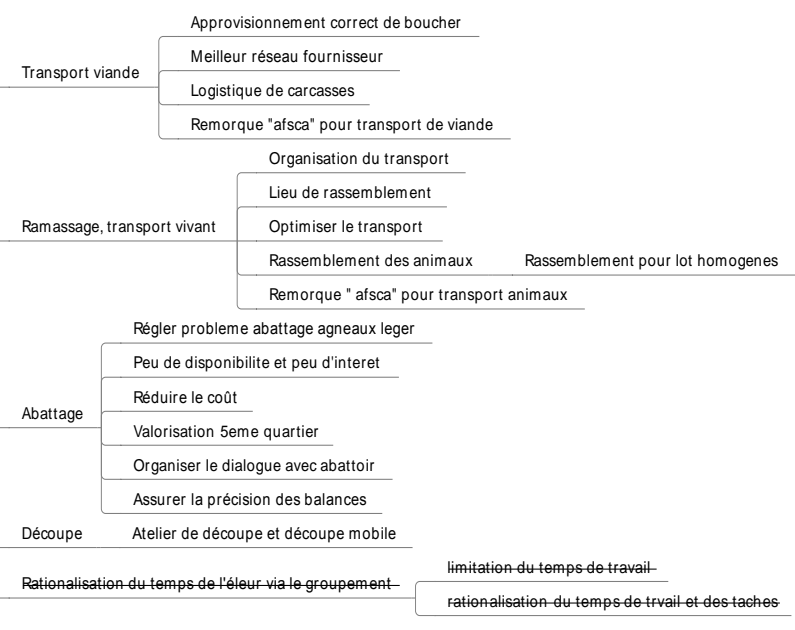 Approvisionnement correct de boucher
Meilleur réseau fournisseur
Transport viande
Logistique de carcasses
Remorque "afsca" pour transport de viande
Organisation du transport
Lieu de rassemblement
Ramassage, transport vivant
Optimiser le transport
Rassemblement des animaux
Rassemblement pour lot homogenes
Remorque " afsca" pour transport animaux
Régler probleme abattage agneaux leger
Peu de disponibilite et peu d'interet
Réduire le coût
Abattage
Valorisation 5eme quartier
Organiser le dialogue avec abattoir
Assurer la précision des balances
Découpe
Atelier de découpe et découpe mobile
Rationalisation du temps de l'éleur via le groupement
limitation du temps de travail
rationalisation du temps de trvail et des taches